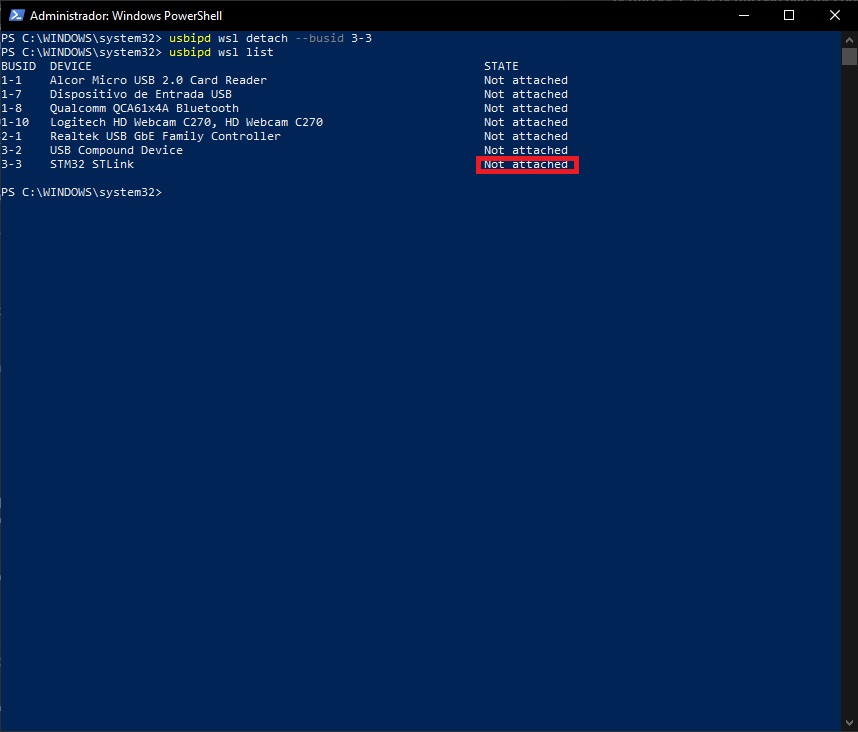 Administrador: Windows PowerShell
PS C:\WINDOWS\system32> usbipd wsl detach --busid 3-3
PS C:\WINDOWS\system32> usbipd wsl list
BUSID  DEVICE                                                        STATE
1-1    Alcor Micro USB 2.0 Card Reader                               Not attached
1-7    Dispositivo de Entrada USB                                    Not attached
1-8    Qualcomm QCA61x4A Bluetooth                                   Not attached
1-10   Logitech HD Webcam C270, HD Webcam C270                       Not attached
2-1    Realtek USB GbE Family Controller                             Not attached
3-2    USB Compound Device                                           Not attached
3-3    STM32 STLink                                                  Not attached
PS C:\WINDOWS\system32>